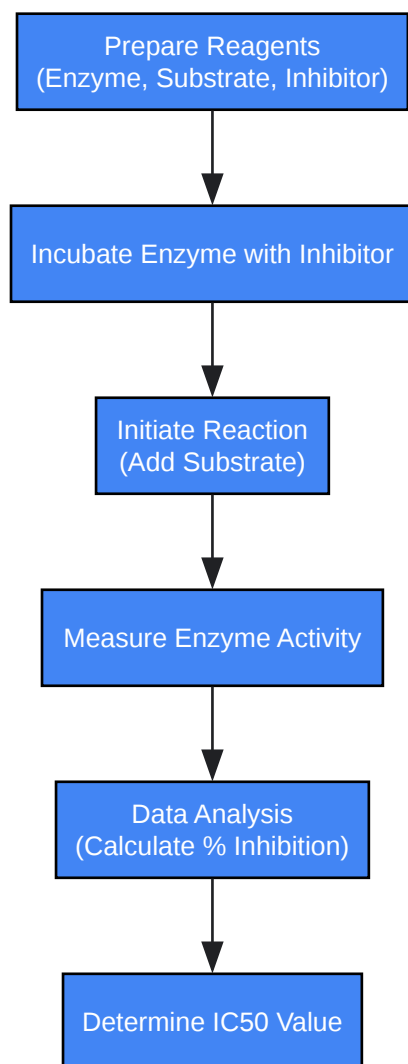 Prepare Reagents
(Enzyme, Substrate, Inhibitor)
Incubate Enzyme with Inhibitor
Initiate Reaction
(Add Substrate)
Measure Enzyme Activity
Data Analysis
(Calculate % Inhibition)
Determine IC50 Value